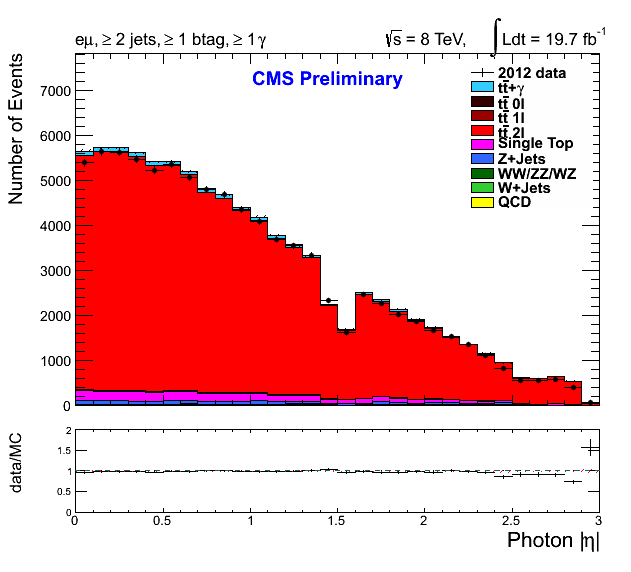 eμ, ≥ 2 jets, ≥ 1 btag, ≥ 1 γ
√s = 8 TeV, ∫ Ldt = 19.7 fb⁻¹
CMS Preliminary
2012 data
tt̄+γ
tt̄ 0l
tt̄ 1l
tt̄ 2l
Single Top
Z+Jets
WW/ZZ/WZ
W+Jets
QCD
Number of Events
7000
6000
5000
4000
3000
2000
1000
0
data/MC
2
1.5
1
0.5
0
0 0.5 1 1.5 2 2.5 3
Photon |η|